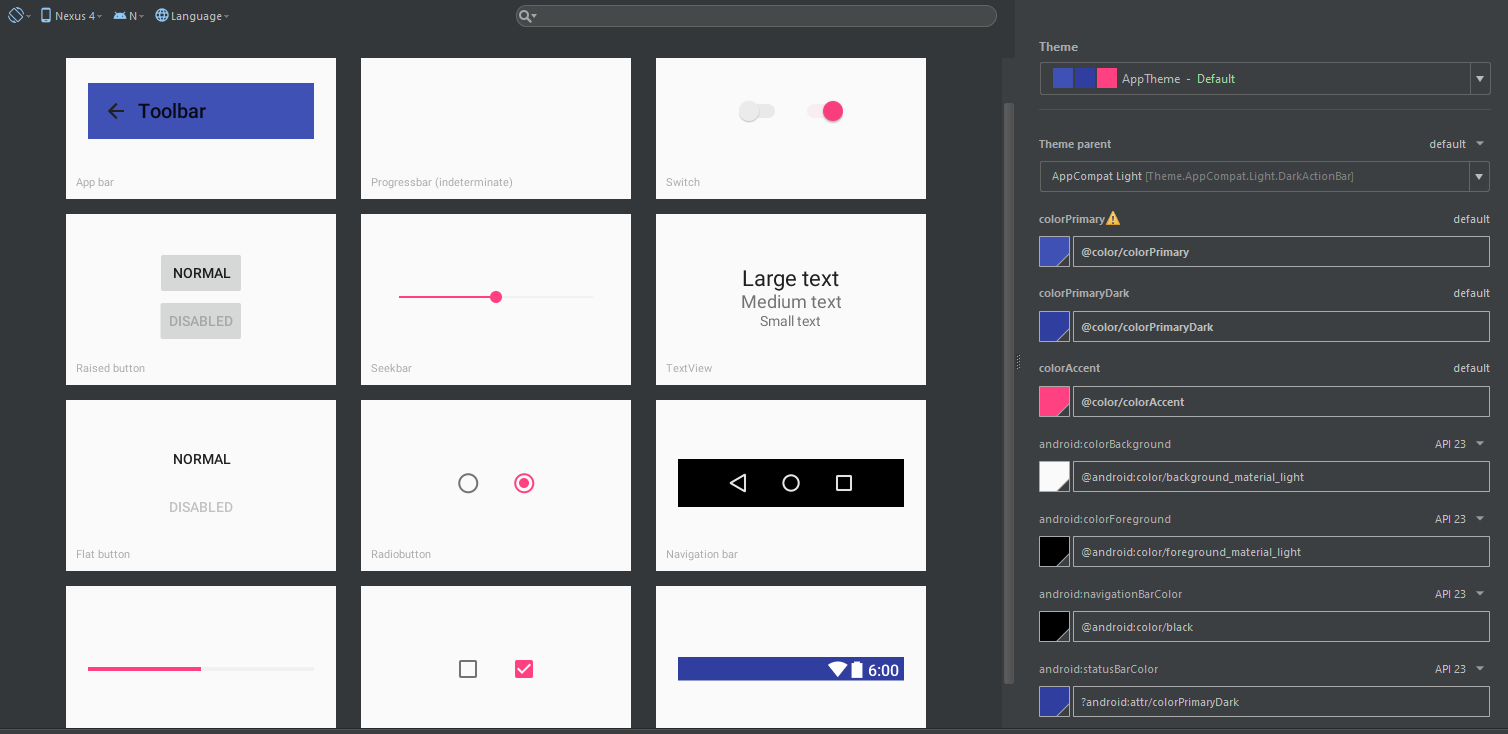 Nexus 4 N Language
Toolbar
App bar
Progressbar (indeterminate)
Switch
NORMAL
DISABLED
Raised button
Seekbar
Large text
Medium text
Small text
TextView
NORMAL
DISABLED
Flat button
Radiobutton
Navigation bar
6:00
Theme
AppTheme - Default
Theme parent default
AppCompat Light [Theme.AppCompat.Light.DarkActionBar]
colorPrimary default
@color/colorPrimary
colorPrimaryDark default
@color/colorPrimaryDark
colorAccent default
@color/colorAccent
android:colorBackground API 23
@android:color/background_material_light
android:colorForeground API 23
@android:color/foreground_material_light
android:navigationBarColor API 23
@android:color/black
android:statusBarColor API 23
?android:attr/colorPrimaryDark